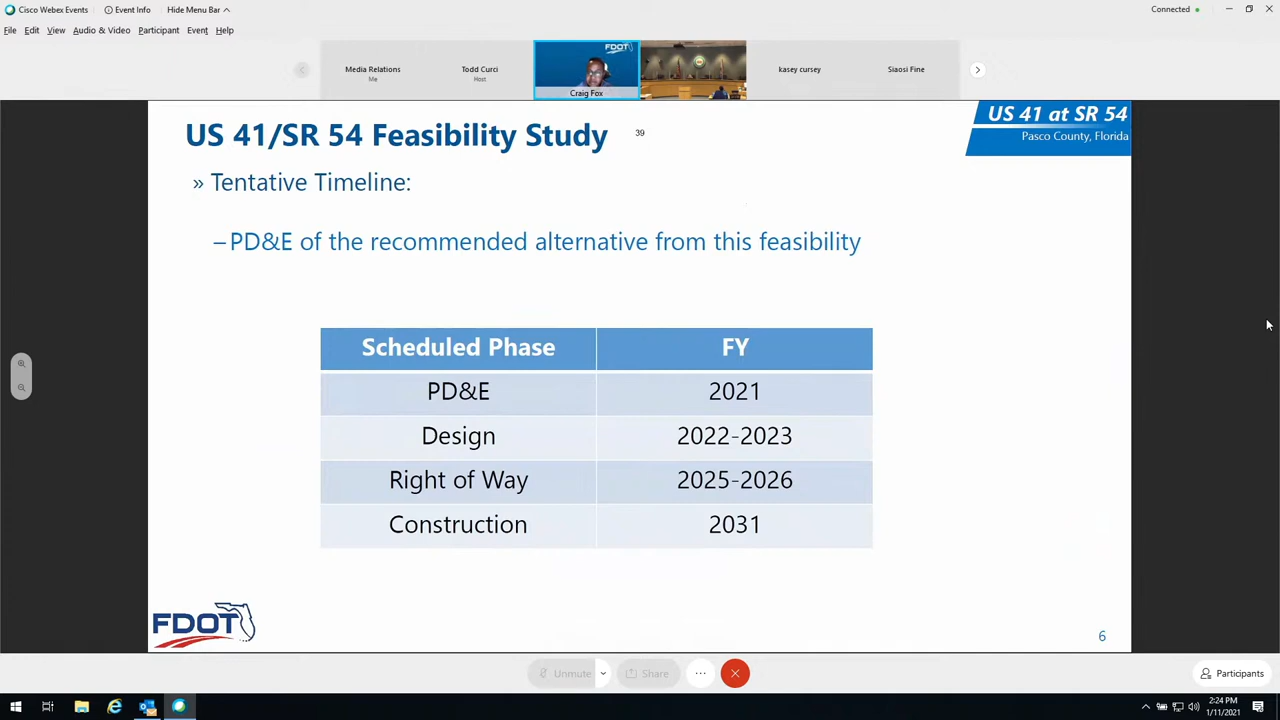 Cisco Webex Events
Event Info
Hide Menu Bar
Connected
File Edit View Audio & Video Participant Event Help
Media Relations
Me
Todd Curci
Host
FDOT
Craig Fox
kasey cursey
Siaosi Fine
US 41/SR 54 Feasibility Study
39
US 41 at SR 54
Pasco County, Florida
» Tentative Timeline:
– PD&E of the recommended alternative from this feasibility
Scheduled Phase FY
PD&E 2021
Design 2022-2023
Right of Way 2025-2026
Construction 2031
FDOT
6
Unmute
Share
Participants
2:24 PM
1/11/2021